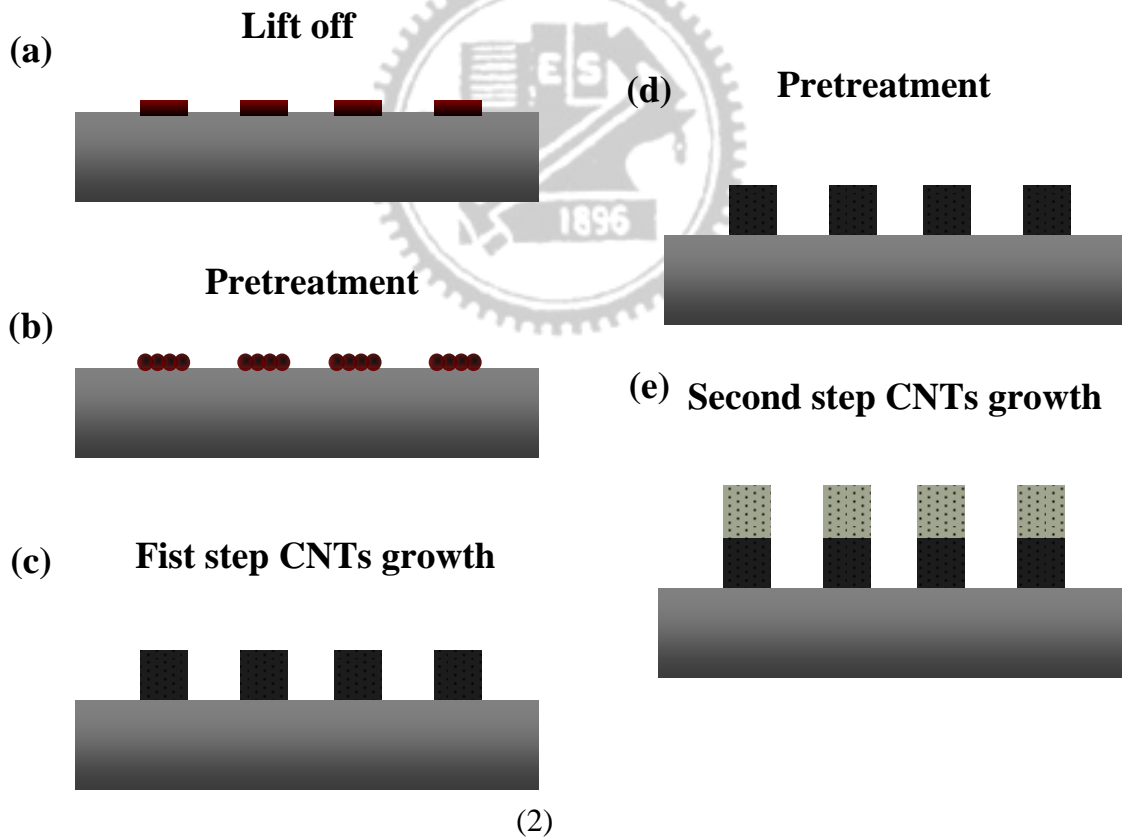 (a)
Lift off
(b)
Pretreatment
(c)
Fist step CNTs growth
(d)
Pretreatment
(e)
Second step CNTs growth
E S
1896
(2)